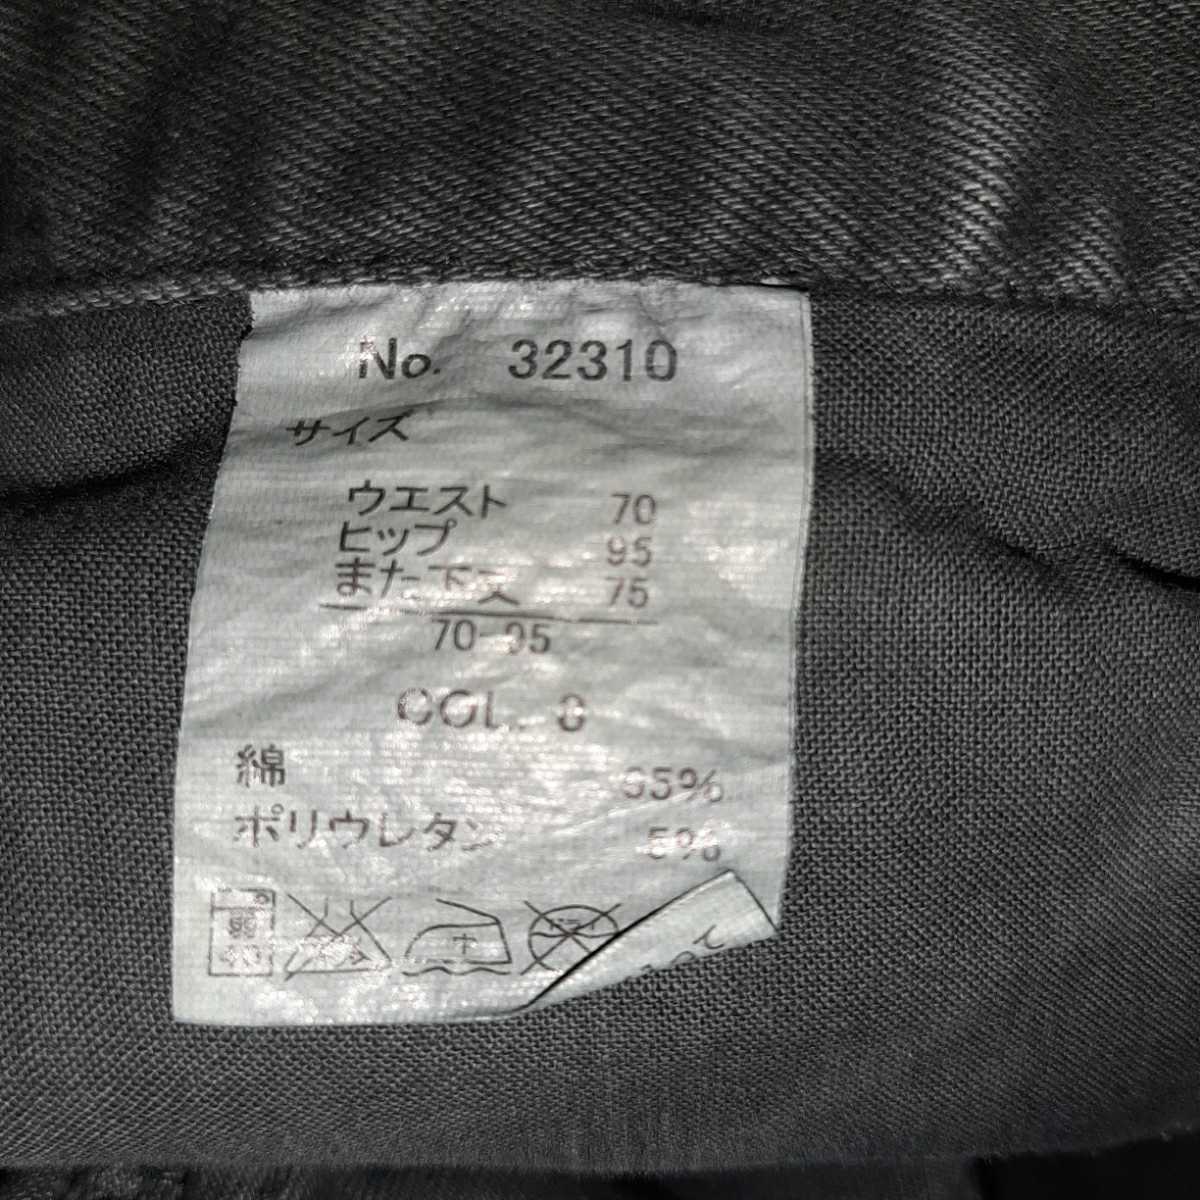 No. 32310
サイズ
ウエスト 70
ヒップ 95
また下丈 75
70-95
COL. 8
綿 95%
ポリウレタン 5%